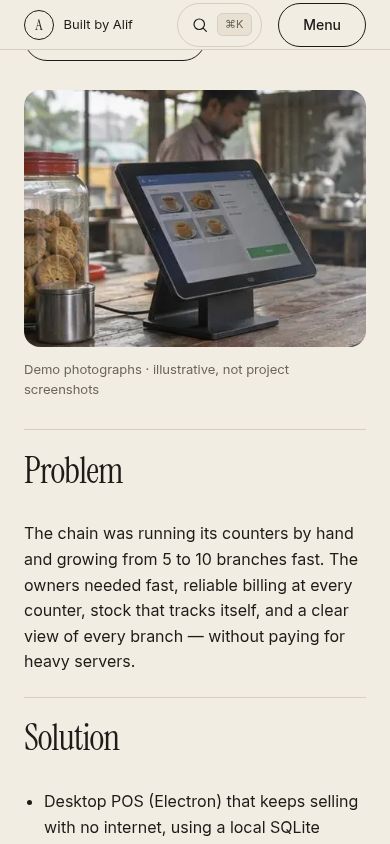 A
Built by Alif
⌘K
Menu
Demo photographs · illustrative, not project
screenshots
Problem
The chain was running its counters by hand
and growing from 5 to 10 branches fast. The
owners needed fast, reliable billing at every
counter, stock that tracks itself, and a clear
view of every branch — without paying for
heavy servers.
Solution
• Desktop POS (Electron) that keeps selling
with no internet, using a local SQLite